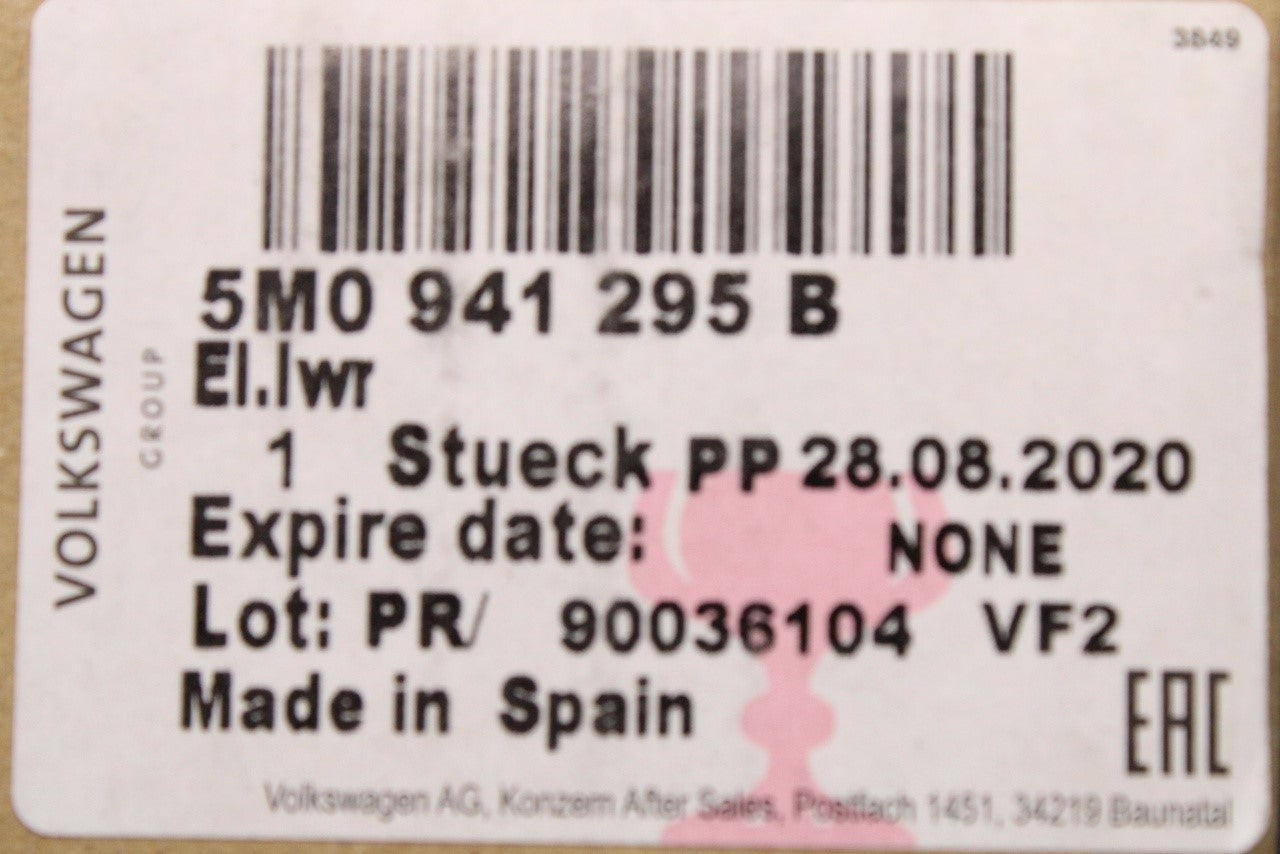 3849
VOLKSWAGEN
GROUP
5M0 941 295 B
El.lwr
1 Stueck PP 28.08.2020
Expire date: NONE
Lot: PR/ 90036104 VF2
Made in Spain
EAC
Volkswagen AG, Konzern After Sales, Postfach 1451, 34219 Baunatal